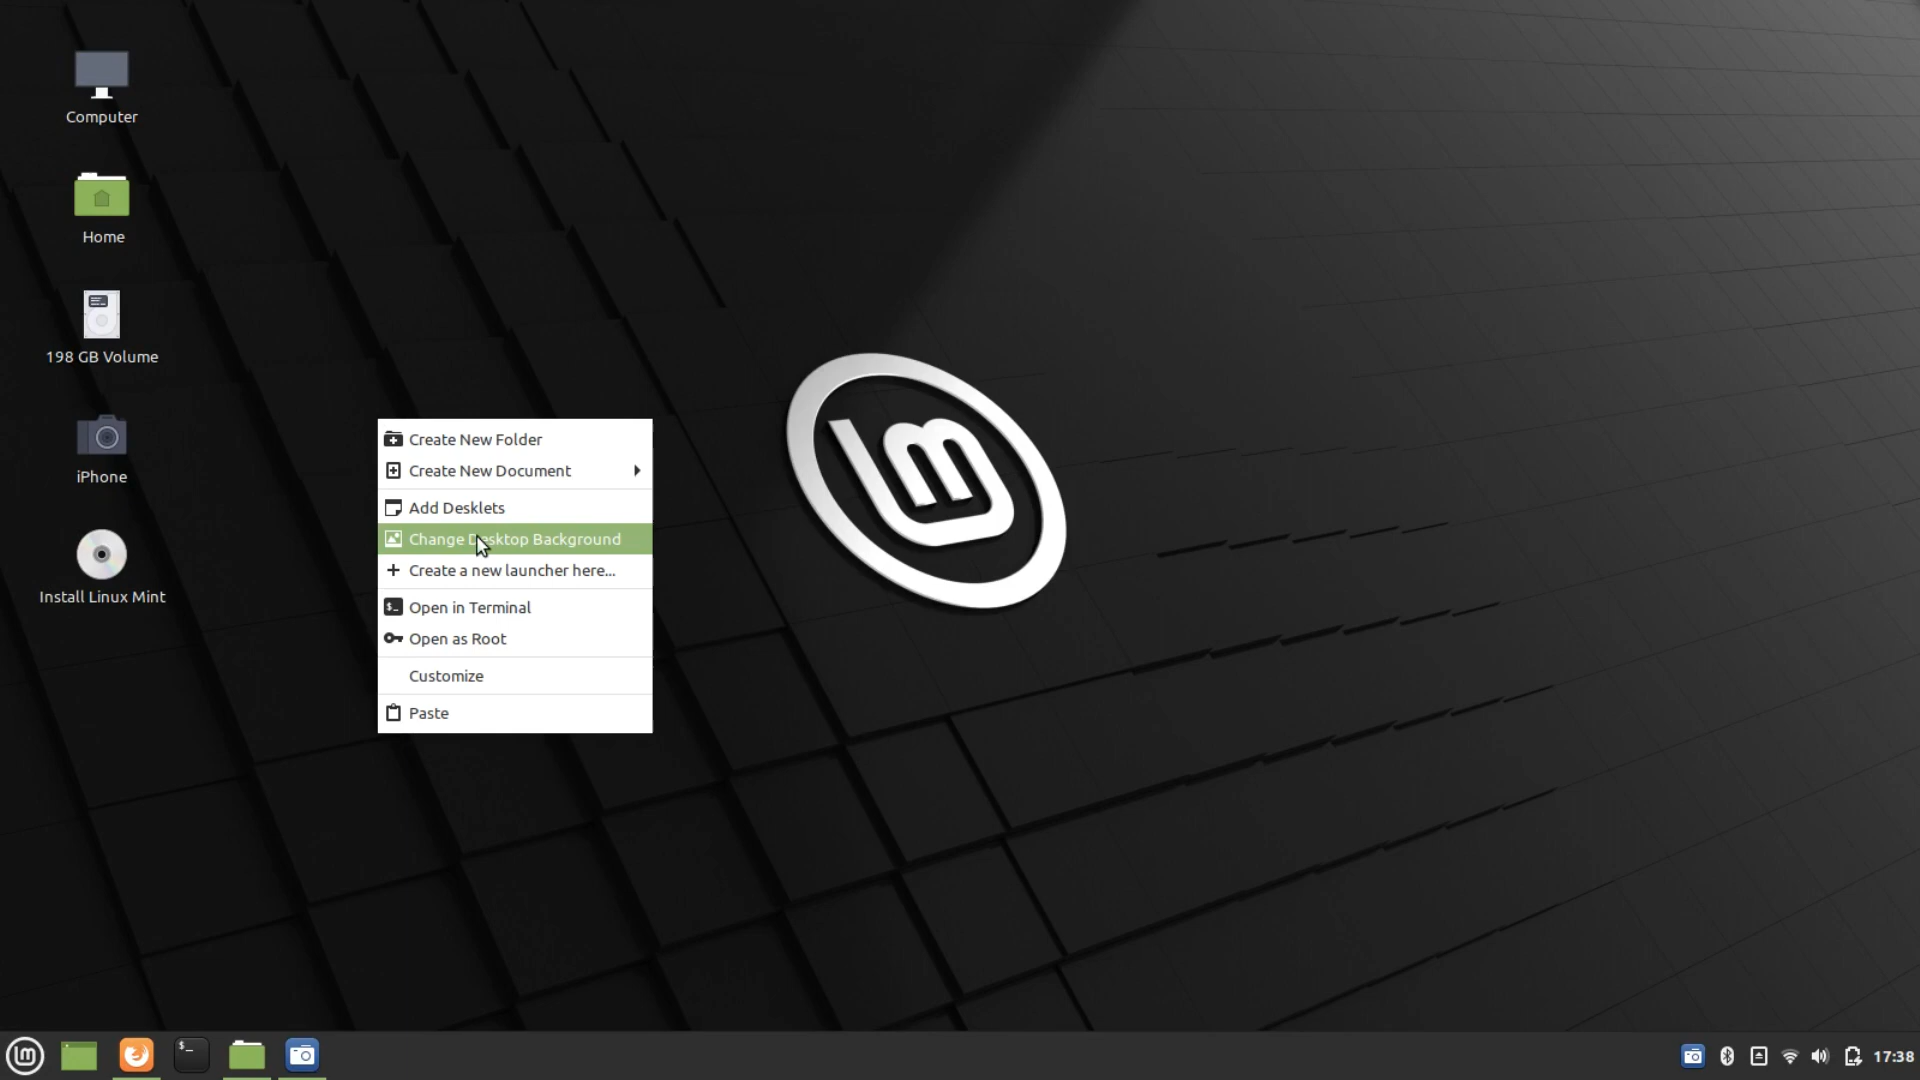 Computer
Home
198 GB Volume
iPhone
Install Linux Mint
Create New Folder
Create New Document
Add Desklets
Change Desktop Background
Create a new launcher here...
Open in Terminal
Open as Root
Customize
Paste
17:38